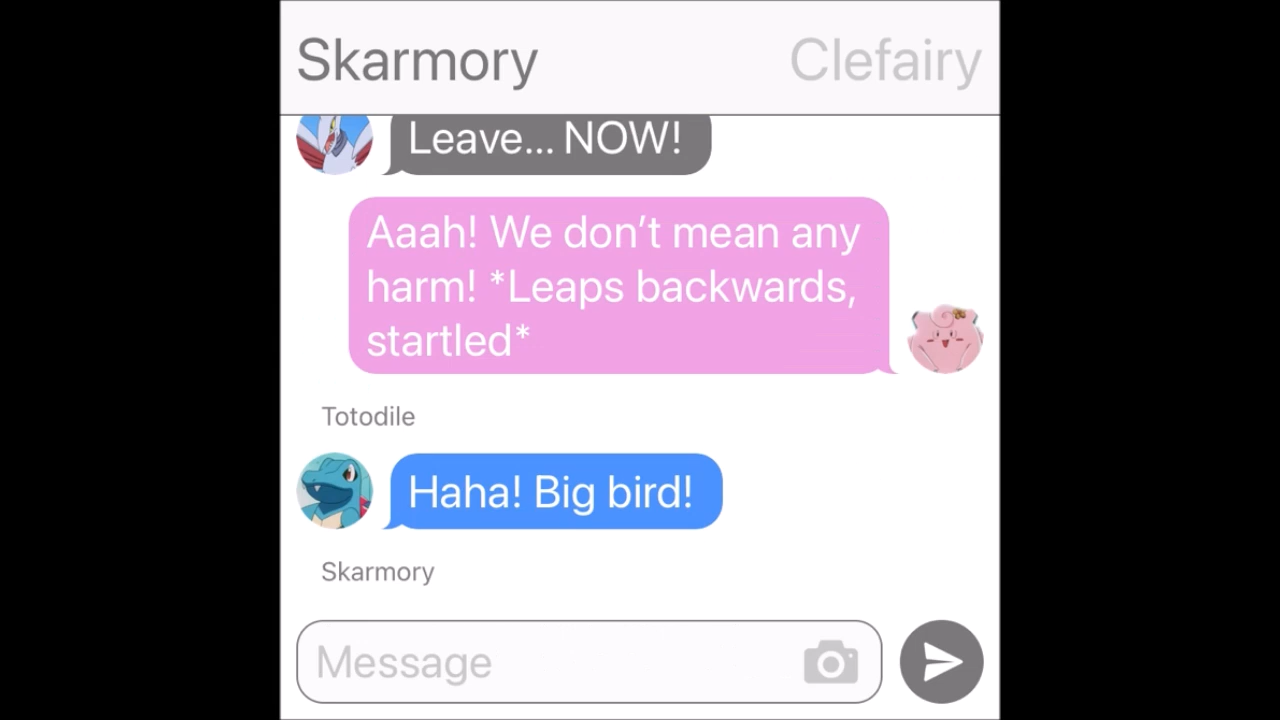 Skarmory Clefairy
Leave... NOW!
Aaah! We don’t mean any
harm! *Leaps backwards,
startled*
Totodile
Haha! Big bird!
Skarmory
Message